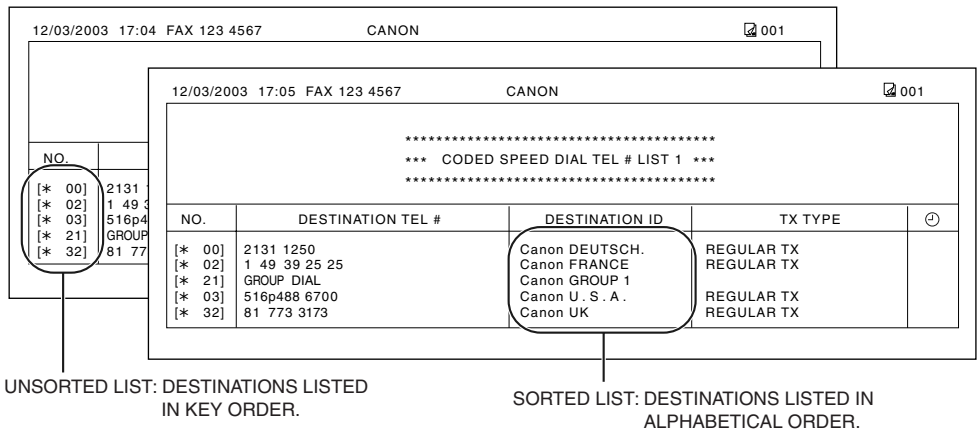 12/03/2003 17:04 FAX 123 4567 CANON 001
NO.
[* 00] 2131
[* 02] 1 49
[* 03] 516p4
[* 21] GROUP
[* 32] 81 77
12/03/2003 17:05 FAX 123 4567 CANON 001
****************************************
*** CODED SPEED DIAL TEL # LIST 1 ***
****************************************
NO. DESTINATION TEL # DESTINATION ID TX TYPE
[* 00] 2131 1250 Canon DEUTSCH. REGULAR TX
[* 02] 1 49 39 25 25 Canon FRANCE REGULAR TX
[* 21] GROUP DIAL Canon GROUP 1
[* 03] 516p488 6700 Canon U.S.A. REGULAR TX
[* 32] 81 773 3173 Canon UK REGULAR TX
UNSORTED LIST: DESTINATIONS LISTED
IN KEY ORDER.
SORTED LIST: DESTINATIONS LISTED IN
ALPHABETICAL ORDER.